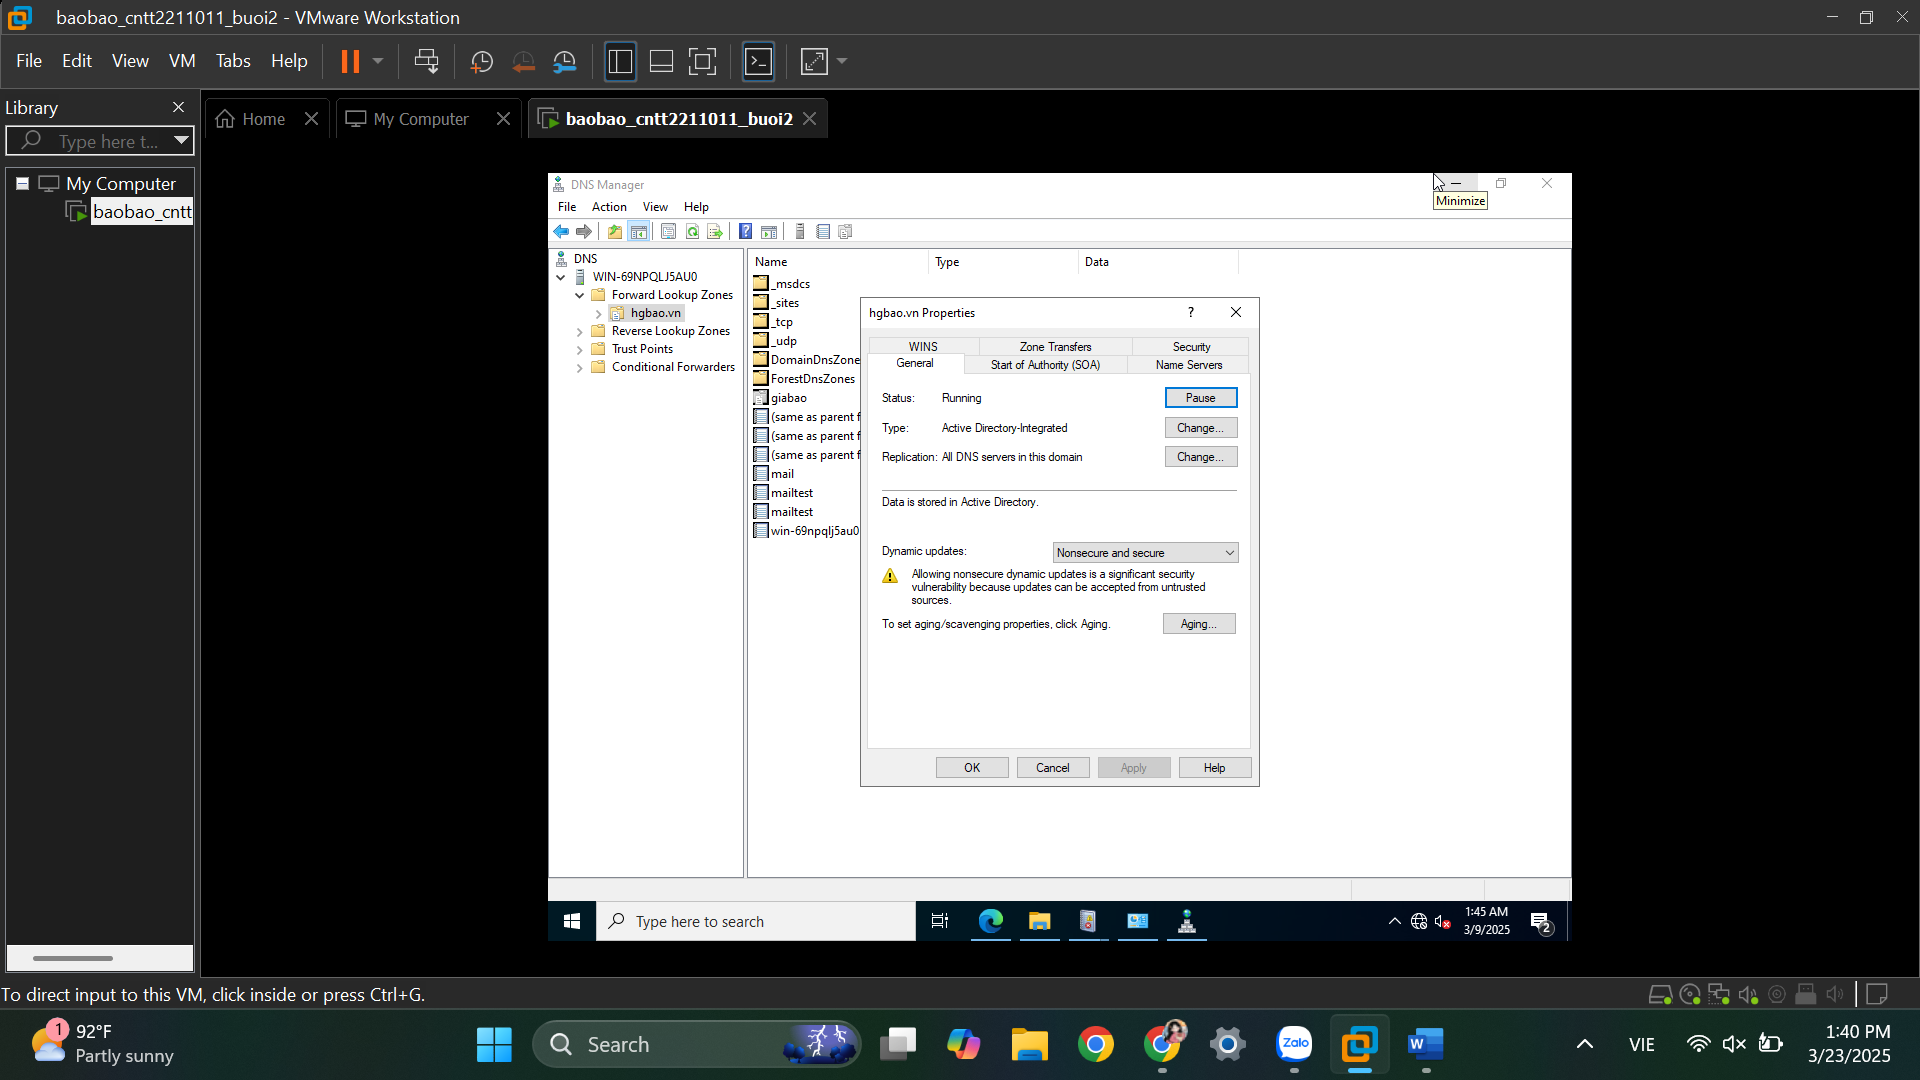 baobao_cntt2211011_buoi2 - VMware Workstation
File Edit View VM Tabs Help
Library
Type here t...
My Computer
baobao_cntt
Home
My Computer
baobao_cntt2211011_buoi2
DNS Manager
Minimize
File Action View Help
DNS
WIN-69NPQLJ5AU0
Forward Lookup Zones
hgbao.vn
Reverse Lookup Zones
Trust Points
Conditional Forwarders
Name Type Data
_msdcs
_sites
_tcp
_udp
DomainDnsZone
ForestDnsZones
giabao
(same as parent f
(same as parent f
(same as parent f
mail
mailtest
mailtest
win-69npqlj5au0
hgbao.vn Properties
?
WINS Zone Transfers Security
General Start of Authority (SOA) Name Servers
Status: Running Pause
Type: Active Directory-Integrated Change...
Replication: All DNS servers in this domain Change...
Data is stored in Active Directory.
Dynamic updates: Nonsecure and secure
Allowing nonsecure dynamic updates is a significant security
vulnerability because updates can be accepted from untrusted
sources.
To set aging/scavenging properties, click Aging. Aging...
OK Cancel Apply Help
Type here to search
1:45 AM
3/9/2025
2
To direct input to this VM, click inside or press Ctrl+G.
1
92°F
Partly sunny
Search
Zalo
W
VIE
1:40 PM
3/23/2025